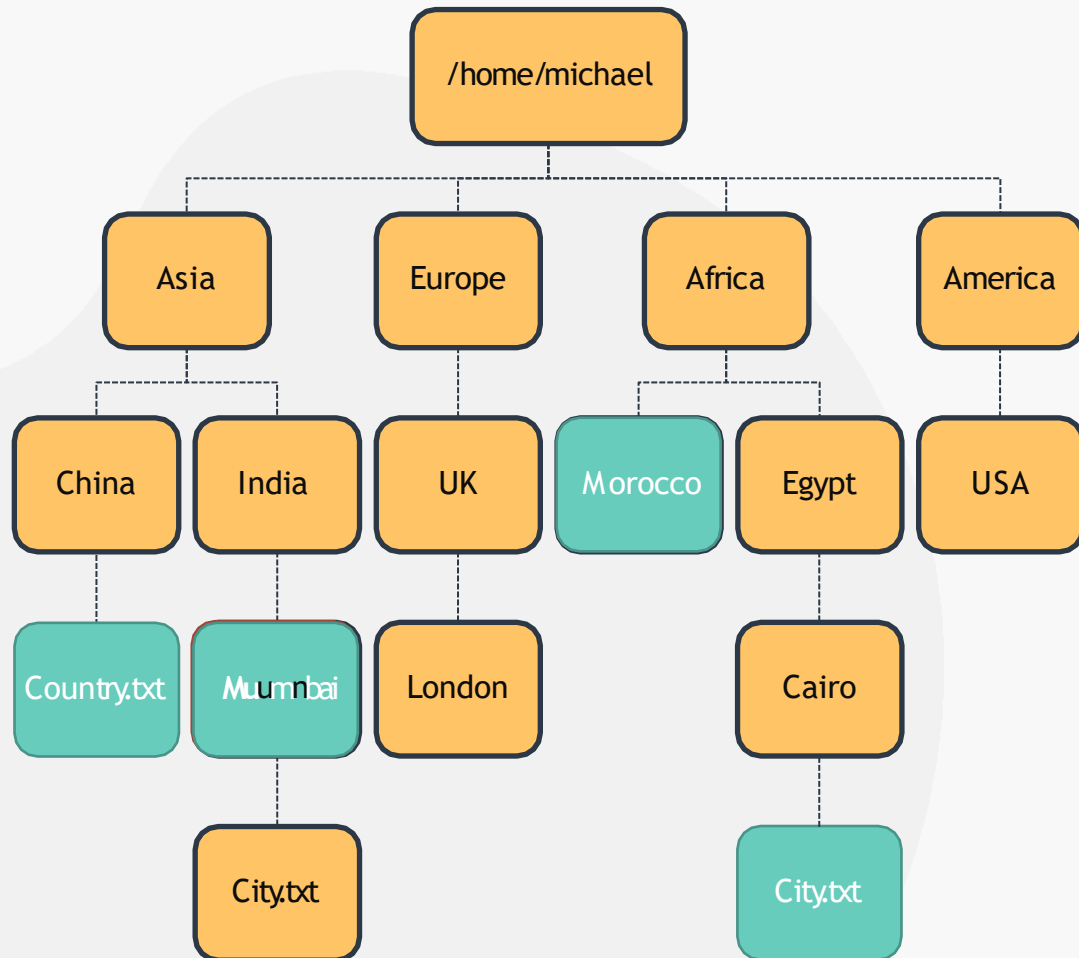 /home/michael
Asia
Europe
Africa
America
China
India
UK
Morocco
Egypt
USA
Country.txt
London
Cairo
City.txt
City.txt